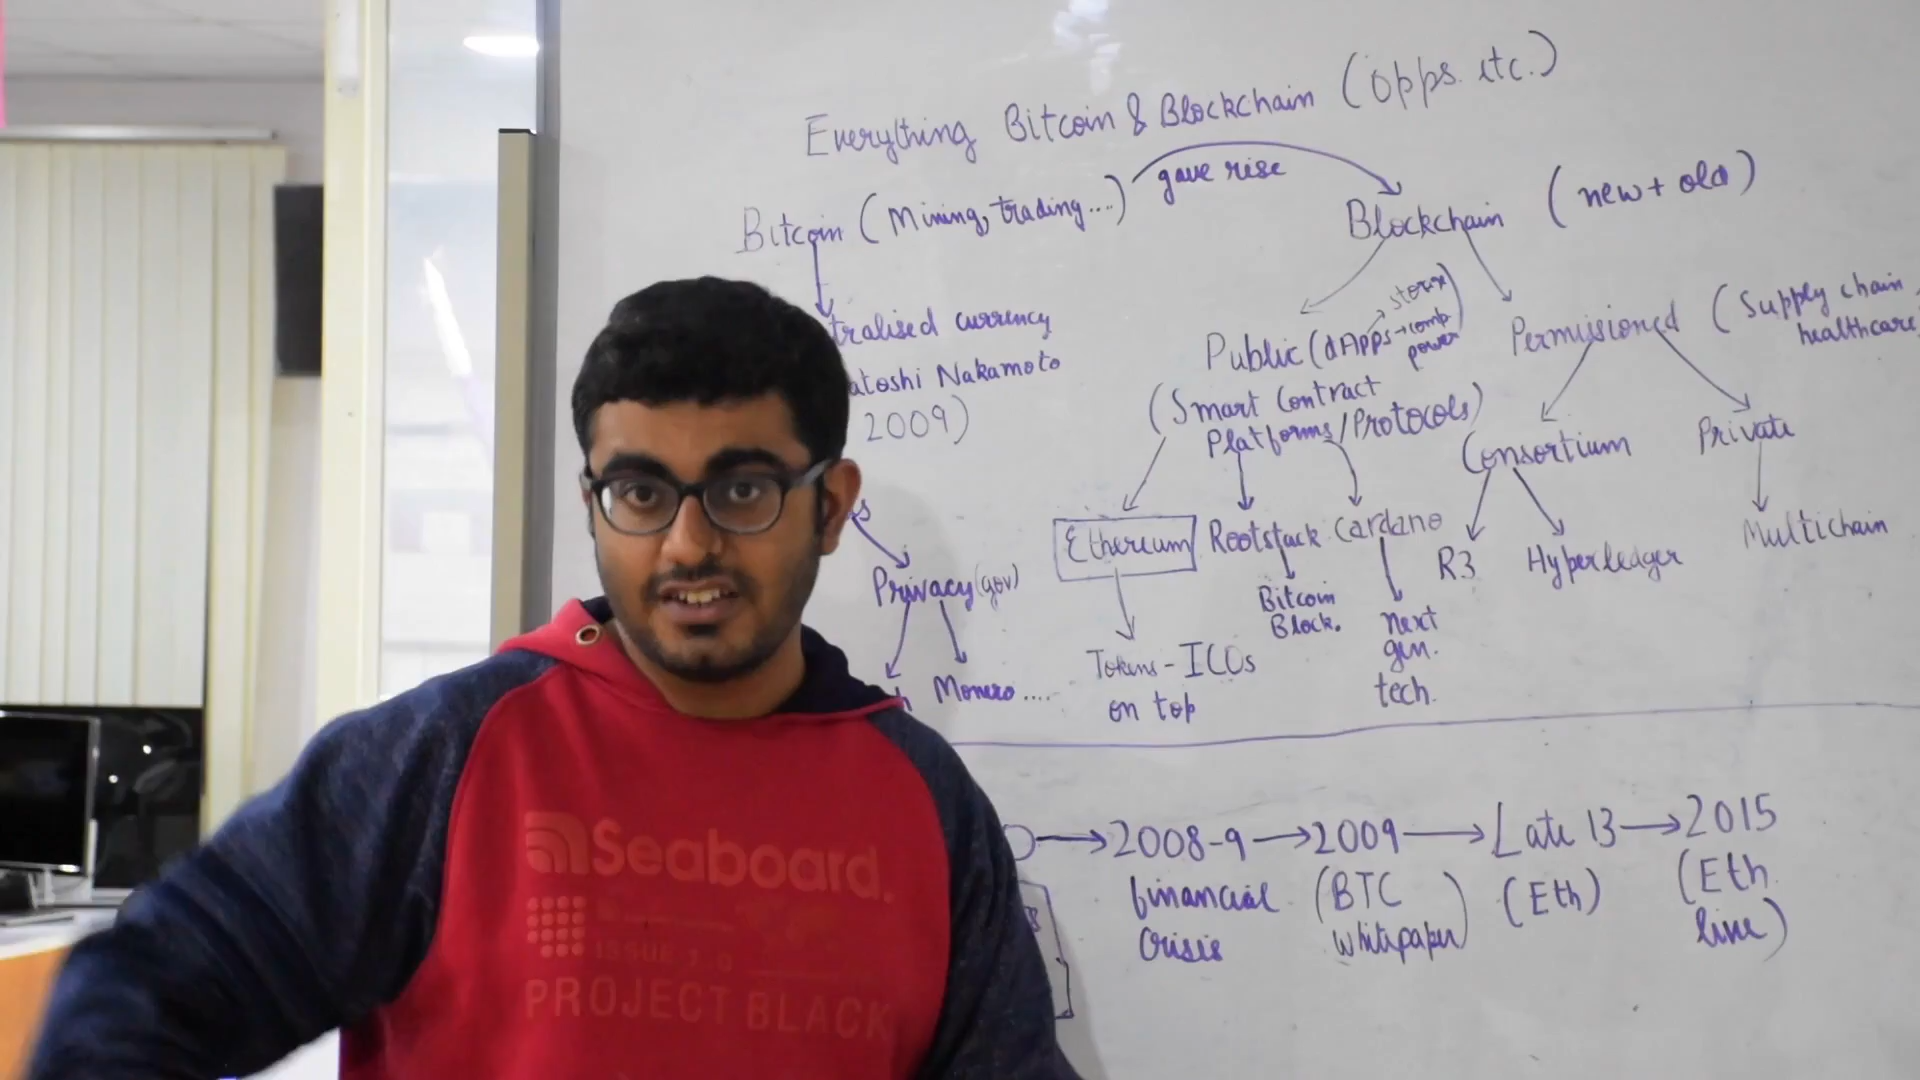 Everything Bitcoin & Blockchain (opps. etc.)
Bitcoin (Mining, trading....) gave rise Blockchain (new + old)
tralised currency
atoshi Nakamoto
2009)
Public (dApps → comp. power
→ storx)
Permissioned (Supply chain,
healthcare
(Smart Contract
Platforms/Protocols)
Consortium
Private
Ethereum Rootstack Cardano
R3 Hyperledger Multichain
Privacy (gov)
Bitcoin
Block.
next
gen.
tech.
h Monero ....
Tokens - ICOs
on top
2008-9 → 2009 → Late 13 → 2015
financial
Crisis
(BTC
whitepaper)
(Eth)
(Eth
live)
Seaboard.
ISSUE
PROJECT BLACK